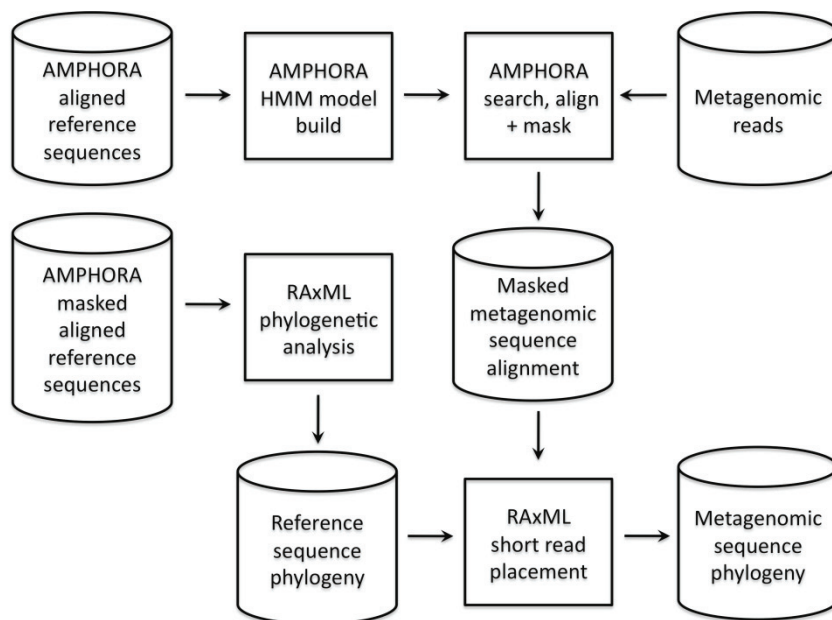 AMPHORA
aligned
reference
sequences
AMPHORA
HMM model
build
AMPHORA
search, align
+ mask
Metagenomic
reads
AMPHORA
masked
aligned
reference
sequences
RAxML
phylogenetic
analysis
Masked
metagenomic
sequence
alignment
Reference
sequence
phylogeny
RAxML
short read
placement
Metagenomic
sequence
phylogeny